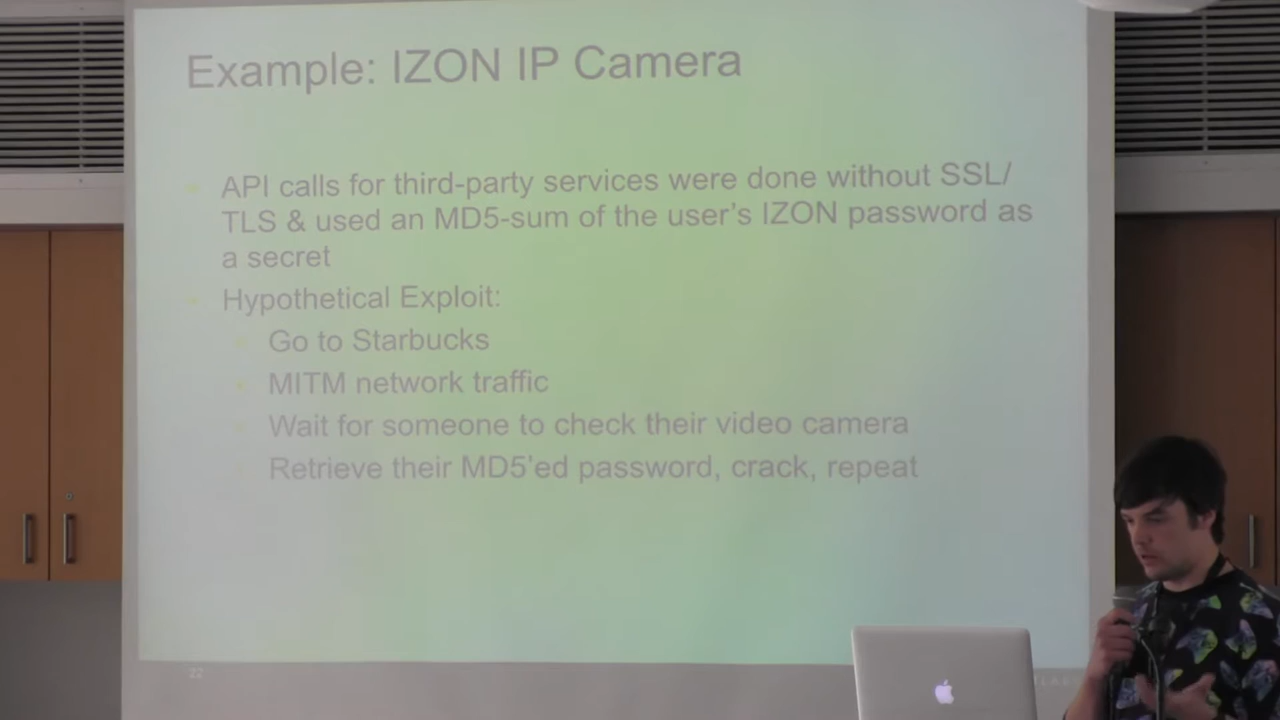 Example: IZON IP Camera
API calls for third-party services were done without SSL/
TLS & used an MD5-sum of the user's IZON password as
a secret
Hypothetical Exploit:
Go to Starbucks
MITM network traffic
Wait for someone to check their video camera
Retrieve their MD5'ed password, crack, repeat
22